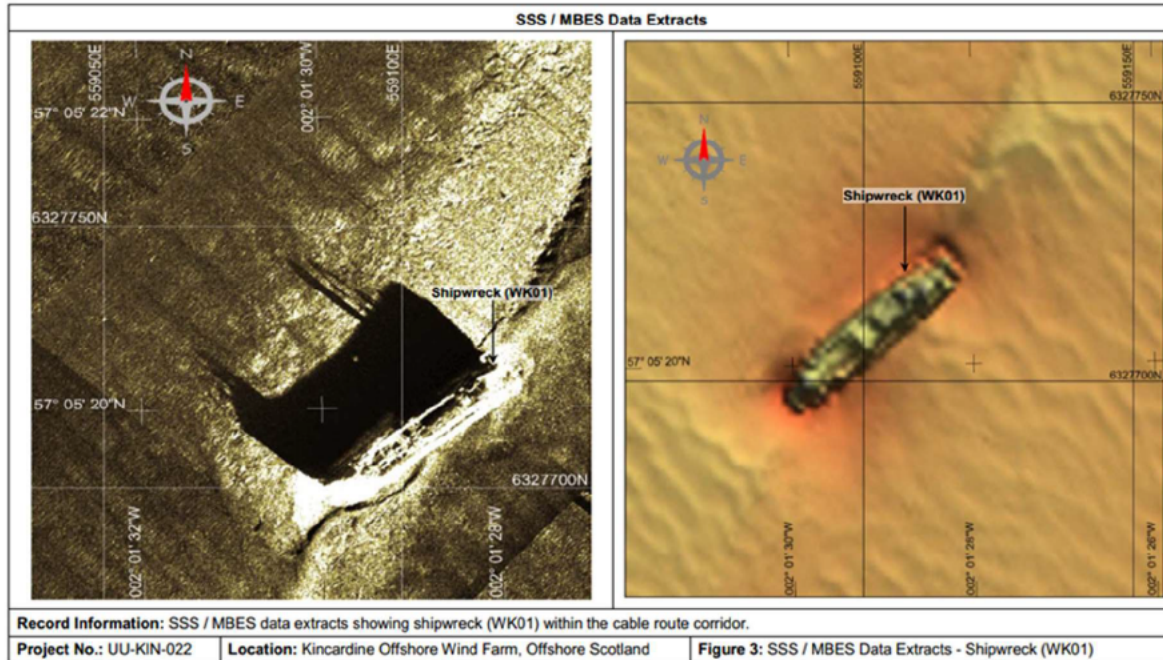 SSS / MBES Data Extracts
N
W E
S
559050E
002° 01' 30"W
559100E
57° 05' 22"N
6327750N
Shipwreck (WK01)
57° 05' 20"N
6327700N
002° 01' 32"W
002° 01' 28"W
559100E
559150E
6327750N
N
W E
S
Shipwreck (WK01)
57° 05' 20"N
6327700N
002° 01' 30"W
002° 01' 28"W
002° 01' 26"W
Record Information: SSS / MBES data extracts showing shipwreck (WK01) within the cable route corridor.
Project No.: UU-KIN-022 Location: Kincardine Offshore Wind Farm, Offshore Scotland Figure 3: SSS / MBES Data Extracts - Shipwreck (WK01)